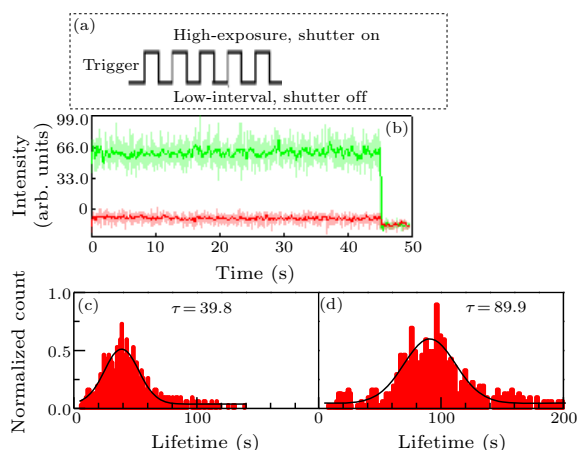 (a)
High-exposure, shutter on
Trigger
Low-interval, shutter off
Intensity
(arb. units)
99.0
66.0
33.0
0
(b)
0 10 20 30 40 50
Time (s)
Normalized count
1.0
0.5
0
(c)
τ=39.8
(d)
τ=89.9
100 0 100 200
Lifetime (s) Lifetime (s)